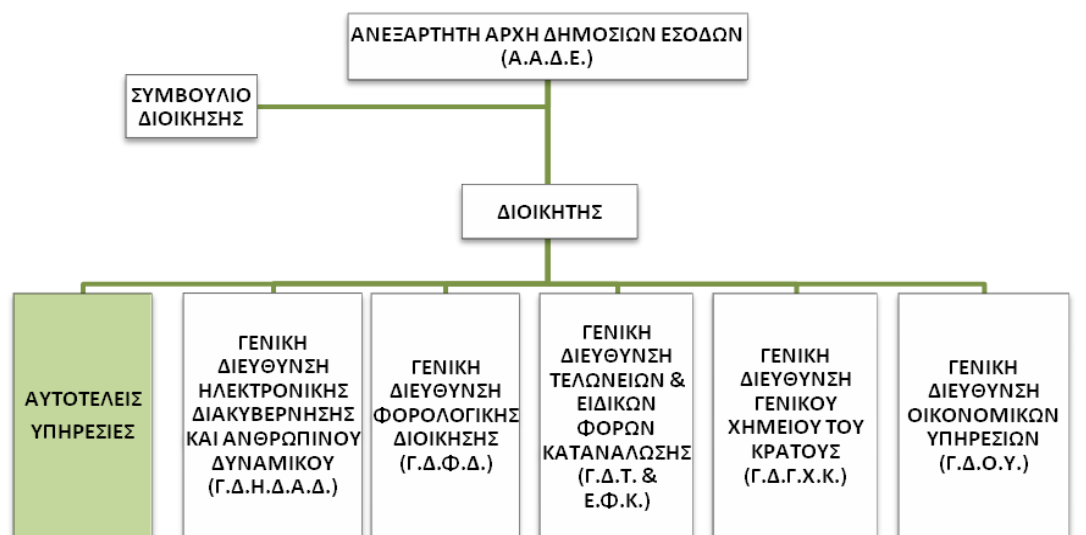 ΑΝΕΞΑΡΤΗΤΗ ΑΡΧΗ ΔΗΜΟΣΙΩΝ ΕΣΟΔΩΝ
(Α.Α.Δ.Ε.)
ΣΥΜΒΟΥΛΙΟ
ΔΙΟΙΚΗΣΗΣ
ΔΙΟΙΚΗΤΗΣ
ΑΥΤΟΤΕΛΕΙΣ
ΥΠΗΡΕΣΙΕΣ
ΓΕΝΙΚΗ
ΔΙΕΥΘΥΝΣΗ
ΗΛΕΚΤΡΟΝΙΚΗΣ
ΔΙΑΚΥΒΕΡΝΗΣΗΣ
ΚΑΙ ΑΝΘΡΩΠΙΝΟΥ
ΔΥΝΑΜΙΚΟΥ
(Γ.Δ.Η.Δ.Α.Δ.)
ΓΕΝΙΚΗ
ΔΙΕΥΘΥΝΣΗ
ΦΟΡΟΛΟΓΙΚΗΣ
ΔΙΟΙΚΗΣΗΣ
(Γ.Δ.Φ.Δ.)
ΓΕΝΙΚΗ
ΔΙΕΥΘΥΝΣΗ
ΤΕΛΩΝΕΙΩΝ &
ΕΙΔΙΚΩΝ
ΦΟΡΩΝ
ΚΑΤΑΝΑΛΩΣΗΣ
(Γ.Δ.Τ. &
Ε.Φ.Κ.)
ΓΕΝΙΚΗ
ΔΙΕΥΘΥΝΣΗ
ΓΕΝΙΚΟΥ
ΧΗΜΕΙΟΥ ΤΟΥ
ΚΡΑΤΟΥΣ
(Γ.Δ.Γ.Χ.Κ.)
ΓΕΝΙΚΗ
ΔΙΕΥΘΥΝΣΗ
ΟΙΚΟΝΟΜΙΚΩΝ
ΥΠΗΡΕΣΙΩΝ
(Γ.Δ.Ο.Υ.)